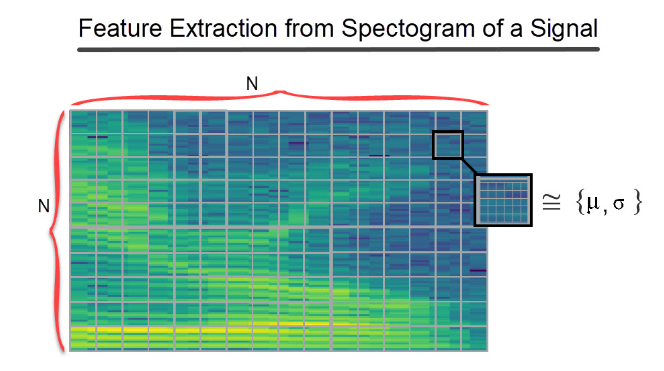 Feature Extraction from Spectogram of a Signal
N
N
≅ {μ, σ }